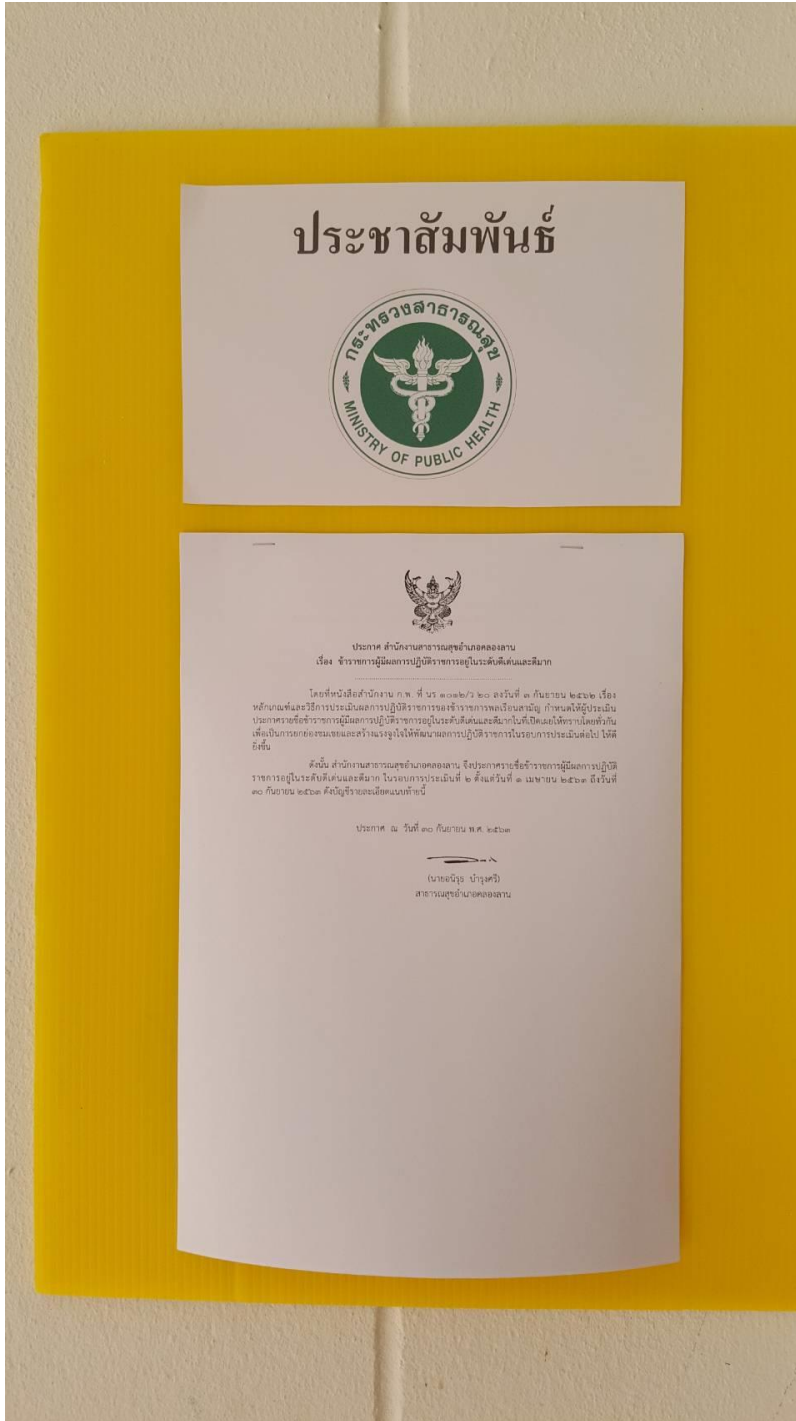 ประชาสัมพันธ์
กระทรวงสาธารณสุข
MINISTRY OF PUBLIC HEALTH
ประกาศ สำนักงานสาธารณสุขอำเภอคลองลาน
เรื่อง ข้าราชการผู้มีผลการปฏิบัติราชการอยู่ในระดับดีเด่นและดีมาก
โดยที่หนังสือสำนักงาน ก.พ. ที่ นร ๑๐๑๒/ว ๒๐ ลงวันที่ ๓ กันยายน ๒๕๖๒ เรื่อง
หลักเกณฑ์และวิธีการประเมินผลการปฏิบัติราชการของข้าราชการพลเรือนสามัญ กำหนดให้ผู้ประเมิน
ประกาศรายชื่อข้าราชการผู้มีผลการปฏิบัติราชการอยู่ในระดับดีเด่นและดีมากในที่เปิดเผยให้ทราบโดยทั่วกัน
เพื่อเป็นการยกย่องชมเชยและสร้างแรงจูงใจให้พัฒนาผลการปฏิบัติราชการในรอบการประเมินต่อไป ให้ดี
ยิ่งขึ้น
ดังนั้น สำนักงานสาธารณสุขอำเภอคลองลาน จึงประกาศรายชื่อข้าราชการผู้มีผลการปฏิบัติ
ราชการอยู่ในระดับดีเด่นและดีมาก ในรอบการประเมินที่ ๒ ตั้งแต่วันที่ ๑ เมษายน ๒๕๖๓ ถึงวันที่
๓๐ กันยายน ๒๕๖๓ ดังบัญชีรายละเอียดแนบท้ายนี้
ประกาศ ณ วันที่ ๓๐ กันยายน พ.ศ. ๒๕๖๓
(นายอนิรุธ บำรุงศรี)
สาธารณสุขอำเภอคลองลาน